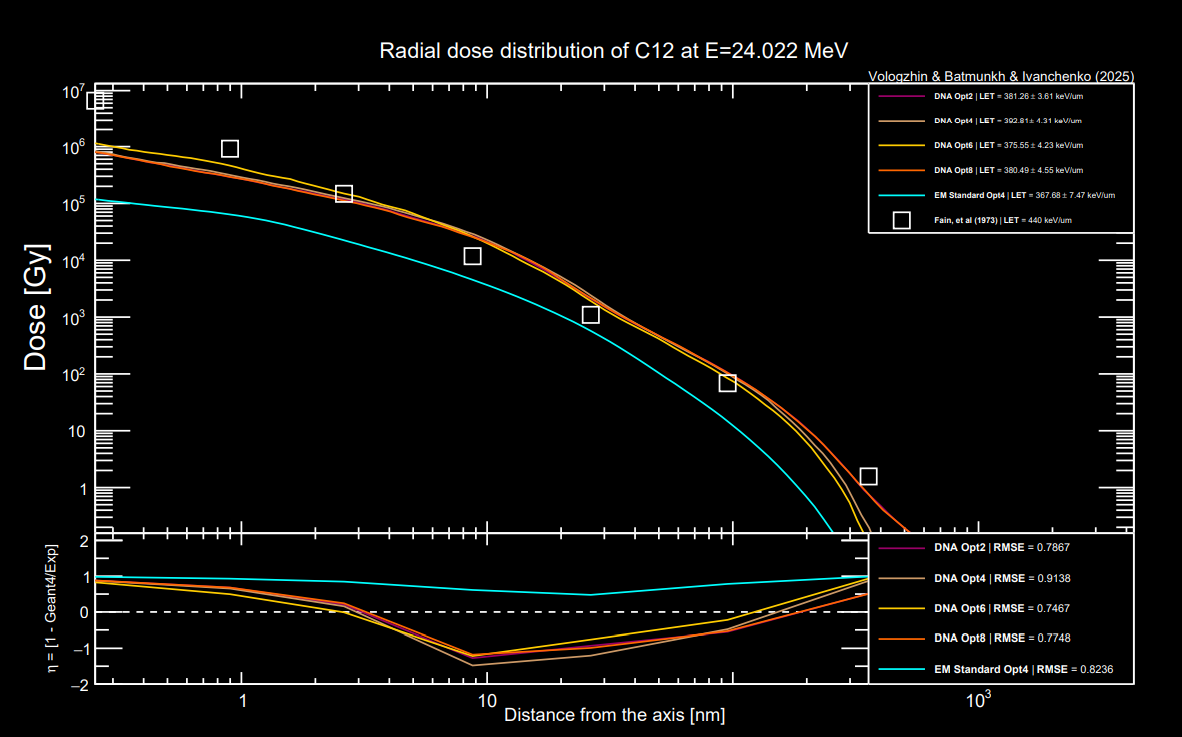 Radial dose distribution of C12 at E=24.022 MeV
Vologzhin & Batmunkh & Ivanchenko (2025)
DNA Opt2 | LET = 381.26 ± 3.61 keV/um
DNA Opt4 | LET = 392.81± 4.31 keV/um
DNA Opt6 | LET = 375.55 ± 4.23 keV/um
DNA Opt8 | LET = 380.49 ± 4.55 keV/um
EM Standard Opt4 | LET = 367.68 ± 7.47 keV/um
Fain, et al (1973) | LET = 440 keV/um
Dose [Gy]
10⁷
10⁶
10⁵
10⁴
10³
10²
10
1
η = [1 - Geant4/Exp]
2
1
0
−1
−2
DNA Opt2 | RMSE = 0.7867
DNA Opt4 | RMSE = 0.9138
DNA Opt6 | RMSE = 0.7467
DNA Opt8 | RMSE = 0.7748
EM Standard Opt4 | RMSE = 0.8236
1 10 10³
Distance from the axis [nm]